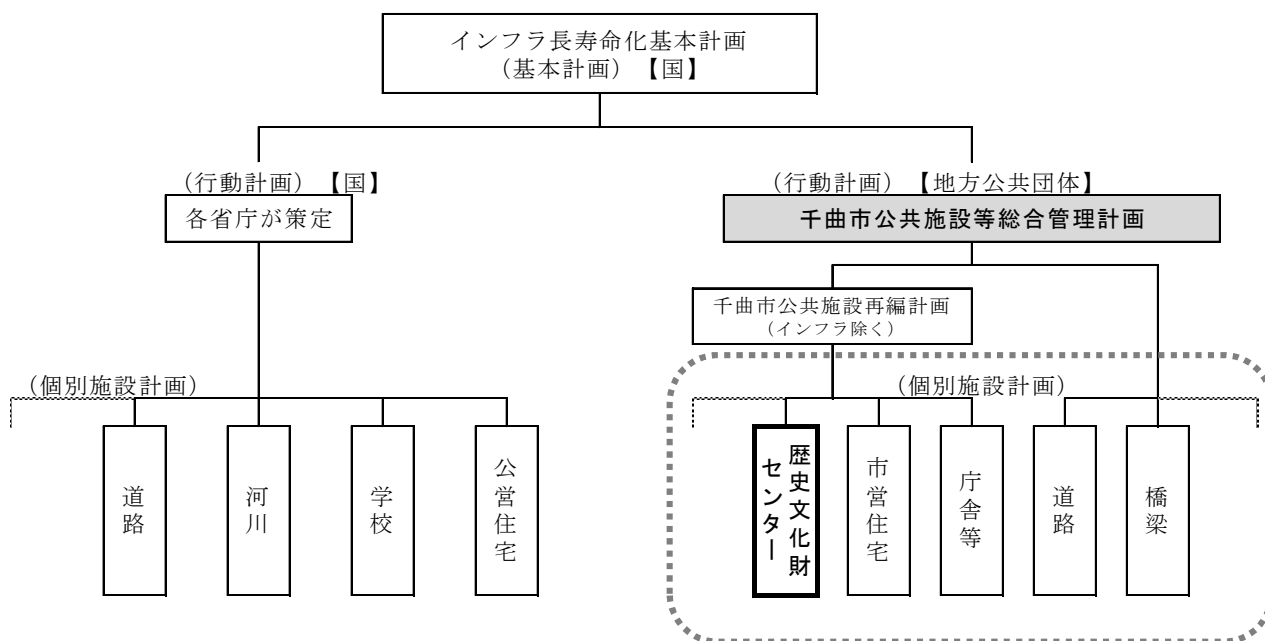 インフラ長寿命化基本計画
（基本計画）【国】
（行動計画）【国】
各省庁が策定
（行動計画）【地方公共団体】
千曲市公共施設等総合管理計画
千曲市公共施設再編計画
（インフラ除く）
（個別施設計画）
道路
河川
学校
公営住宅
（個別施設計画）
歴史文化財
センター
市営住宅
庁舎等
道路
橋梁